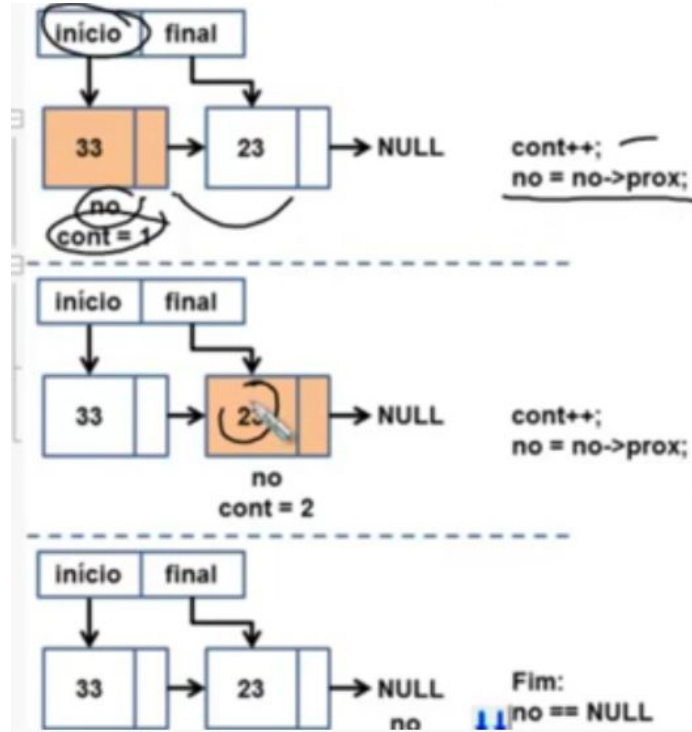 início final
33 23 NULL
cont++;
no = no->prox;
no
cont = 1
início final
33 23 NULL
cont++;
no = no->prox;
no
cont = 2
início final
33 23 NULL
no
Fim:
no == NULL